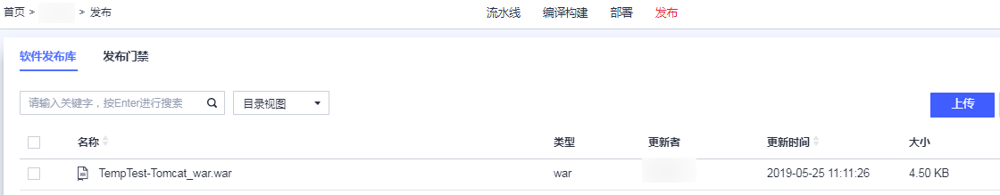 首页 > > 发布 流水线 编译构建 部署 发布
软件发布库 发布门禁
请输入关键字，按Enter进行搜索 目录视图 上传
名称 类型 更新者 更新时间 大小
TempTest-Tomcat_war.war war 2019-05-25 11:11:26 4.50 KB